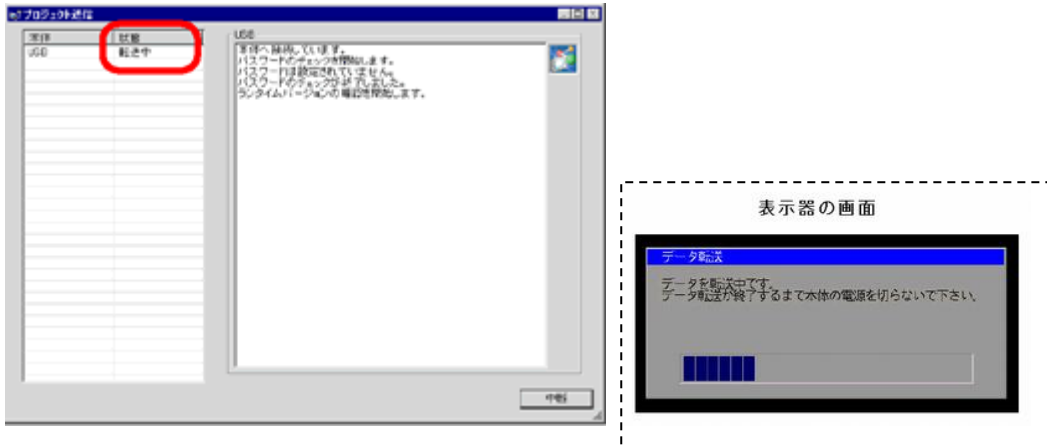 プロジェクト送信
本体 状態
USB 転送中
USB
本体へ接続しています。
パスワードのチェックを開始します。
パスワードは設定されていません。
パスワードのチェックが終了しました。
ランタイムバージョンの確認を開始します。
中断
表示器の画面
データ転送
データを転送中です。
データ転送が終了するまで本体の電源を切らないで下さい。